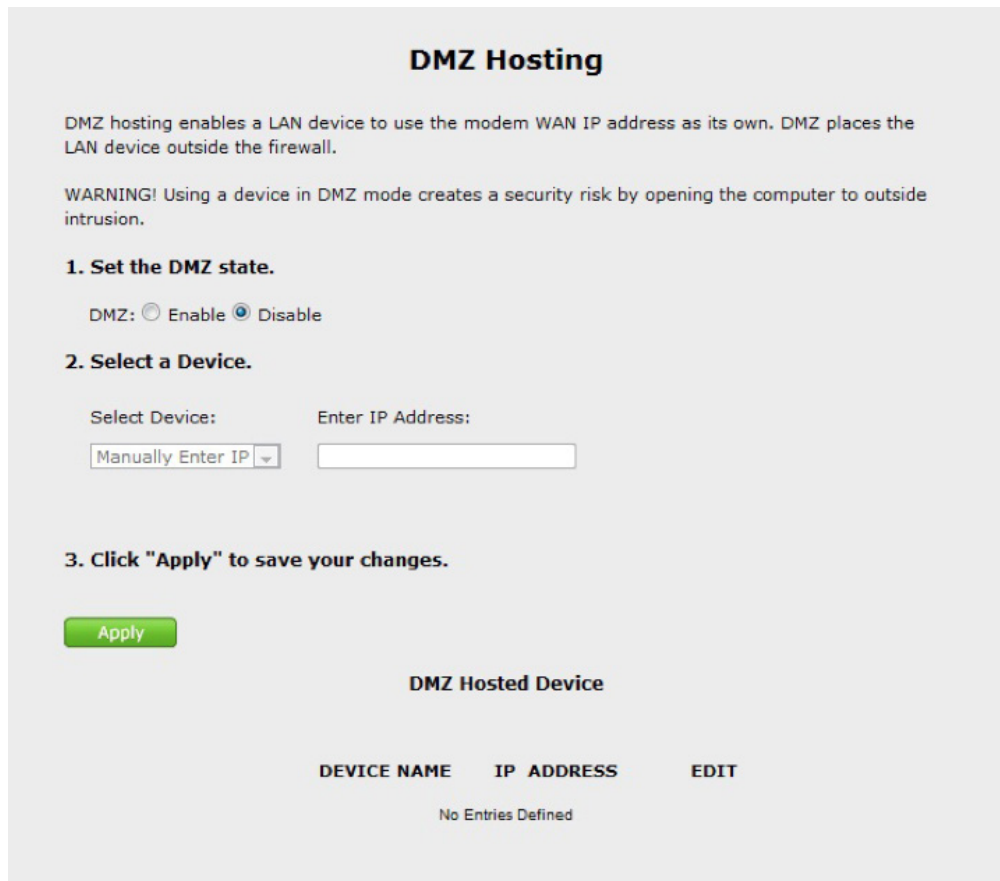 DMZ Hosting
DMZ hosting enables a LAN device to use the modem WAN IP address as its own. DMZ places the
LAN device outside the firewall.
WARNING! Using a device in DMZ mode creates a security risk by opening the computer to outside
intrusion.
1. Set the DMZ state.
DMZ: Enable Disable
2. Select a Device.
Select Device: Enter IP Address:
Manually Enter IP
3. Click "Apply" to save your changes.
Apply
DMZ Hosted Device
DEVICE NAME IP ADDRESS EDIT
No Entries Defined